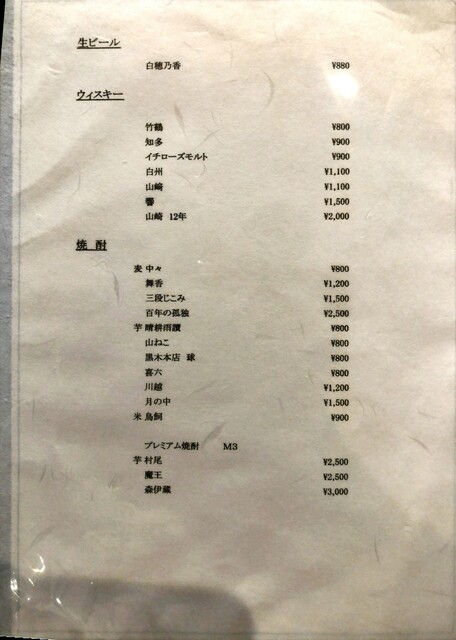 生ビール
白穂乃香 ¥880
ウィスキー
竹鶴 ¥800
知多 ¥900
イチローズモルト ¥900
白州 ¥1,100
山崎 ¥1,100
響 ¥1,500
山崎 12年 ¥2,000
焼 酎
麦 中々 ¥800
舞香 ¥1,200
三段じこみ ¥1,500
百年の孤独 ¥2,500
芋 晴耕雨讀 ¥800
山ねこ ¥800
黒木本店 球 ¥800
喜六 ¥800
川越 ¥1,200
月の中 ¥1,500
米 鳥飼 ¥900
プレミアム焼酎 M3
芋 村尾 ¥2,500
魔王 ¥2,500
森伊蔵 ¥3,000